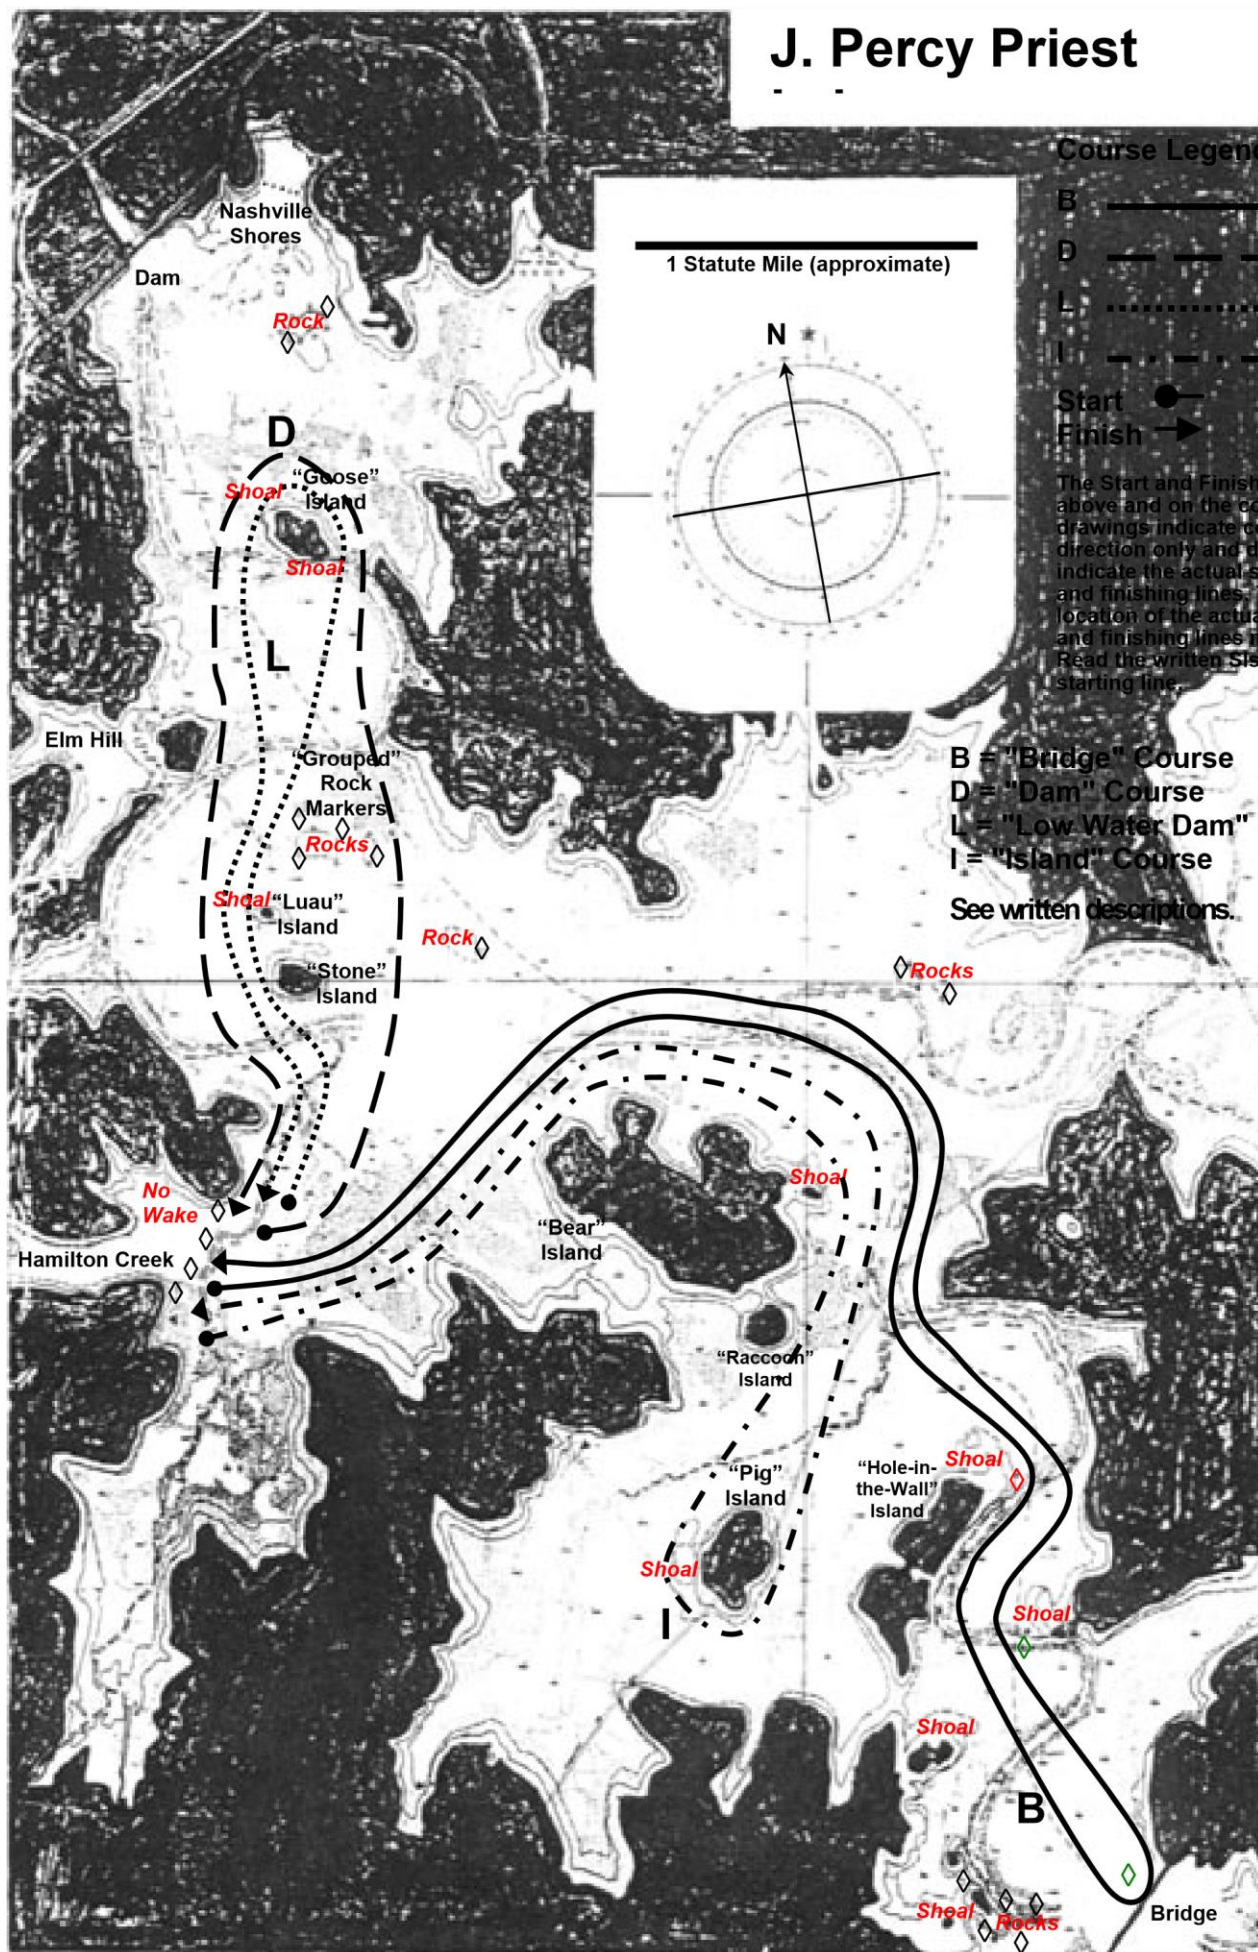 J. Percy Priest
- -
Course Legen
B
D
L
I
Start
Finish
The Start and Finish
above and on the co
drawings indicate c
direction only and d
indicate the actual s
and finishing lines.
location of the actua
and finishing lines
Read the written SIs
starting line.
B = "Bridge" Course
D = "Dam" Course
L = "Low Water Dam"
I = "Island" Course
See written descriptions.
1 Statute Mile (approximate)
N
Nashville
Shores
Dam
Rock
D
"Goose"
Island
Shoal
Shoal
L
Elm Hill
"Grouped"
Rock
Markers
Rocks
Shoal
"Luau"
Island
Rock
"Stone"
Island
Rocks
No
Wake
Hamilton Creek
"Bear"
Island
Shoal
"Raccoon"
Island
"Pig"
Island
Shoal
I
"Hole-in-
the-Wall"
Island
Shoal
Shoal
Shoal
B
Shoal
Rocks
Bridge